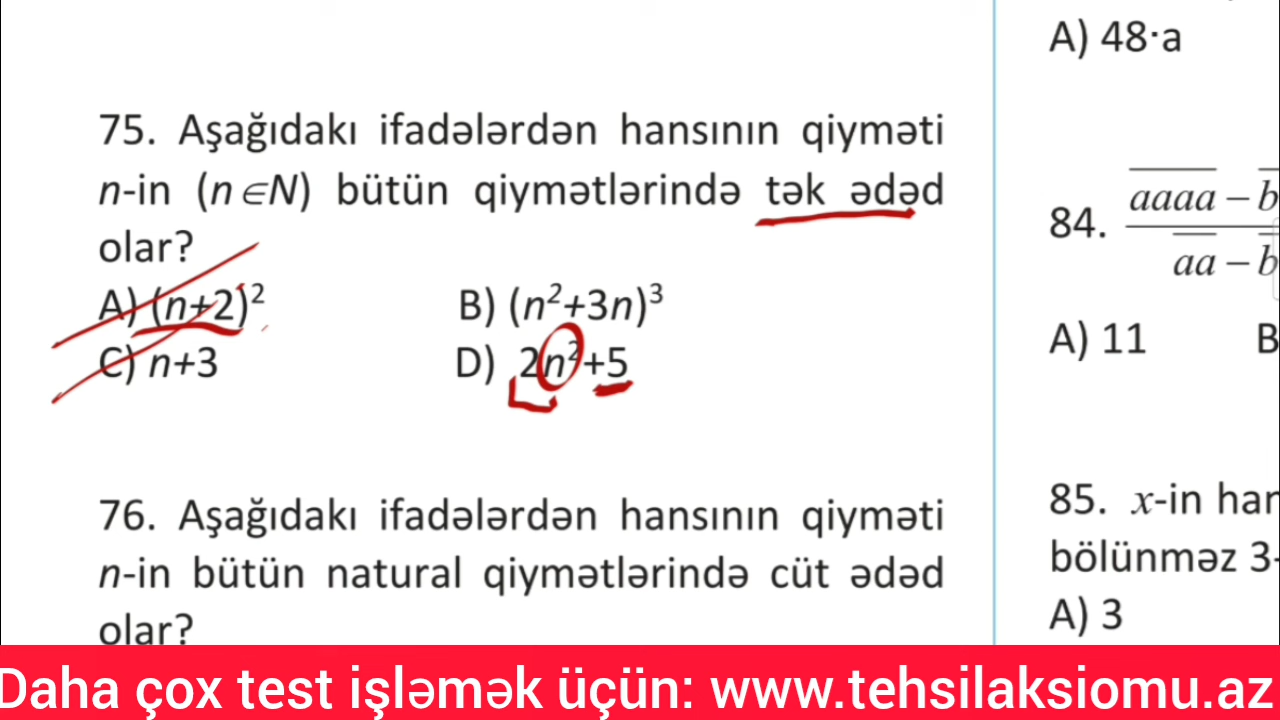 75. Aşağıdakı ifadələrdən hansının qiyməti
n-in (n∈N) bütün qiymətlərində tək ədəd
olar?
A) (n+2)²
B) (n²+3n)³
C) n+3
D) 2n²+5
76. Aşağıdakı ifadələrdən hansının qiyməti
n-in bütün natural qiymətlərində cüt ədəd
olar?
A) 48·a
84. aaaa − b
aa − b
A) 11 B
85. x-in har
bölünməz 3-
A) 3
Daha çox test işləmək üçün: www.tehsilaksiomu.az